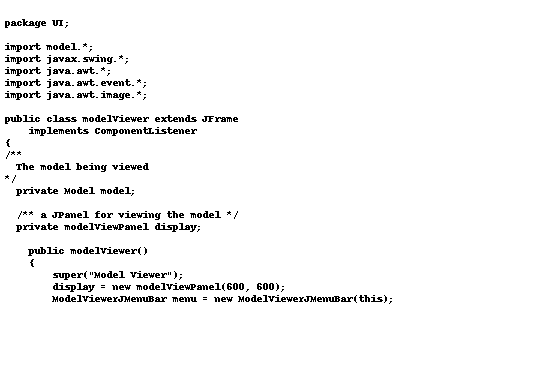 package UI;

import model.*;
import javax.swing.*;
import java.awt.*;
import java.awt.event.*;
import java.awt.image.*;

public class modelViewer extends JFrame
    implements ComponentListener
{
/**
  The model being viewed
*/
  private Model model;

  /** a JPanel for viewing the model */
  private modelViewPanel display;

    public modelViewer()
    {
        super("Model Viewer");
        display = new modelViewPanel(600, 600);
        ModelViewerJMenuBar menu = new ModelViewerJMenuBar(this);